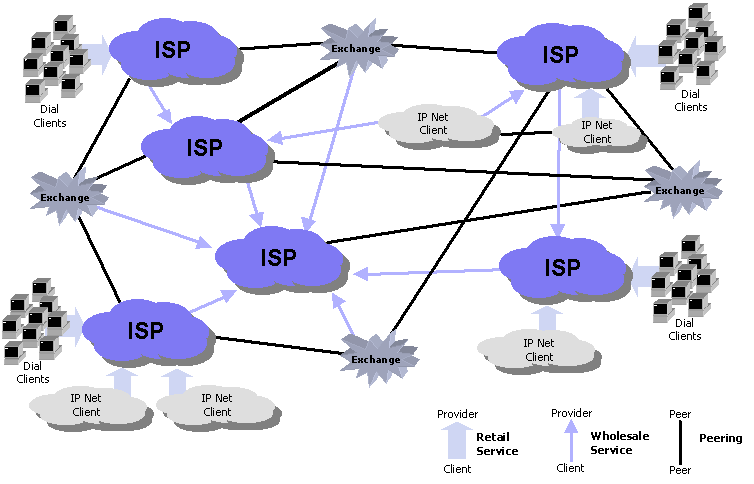 ISP
Exchange
ISP
Dial
Clients
Dial
Clients
IP Net
Client
IP Net
Client
ISP
Exchange
Exchange
ISP
ISP
ISP
Dial
Clients
Exchange
IP Net
Client
Dial
Clients
IP Net
Client
IP Net
Client
Provider
Retail
Service
Client
Provider
Wholesale
Service
Client
Peer
Peering
Peer